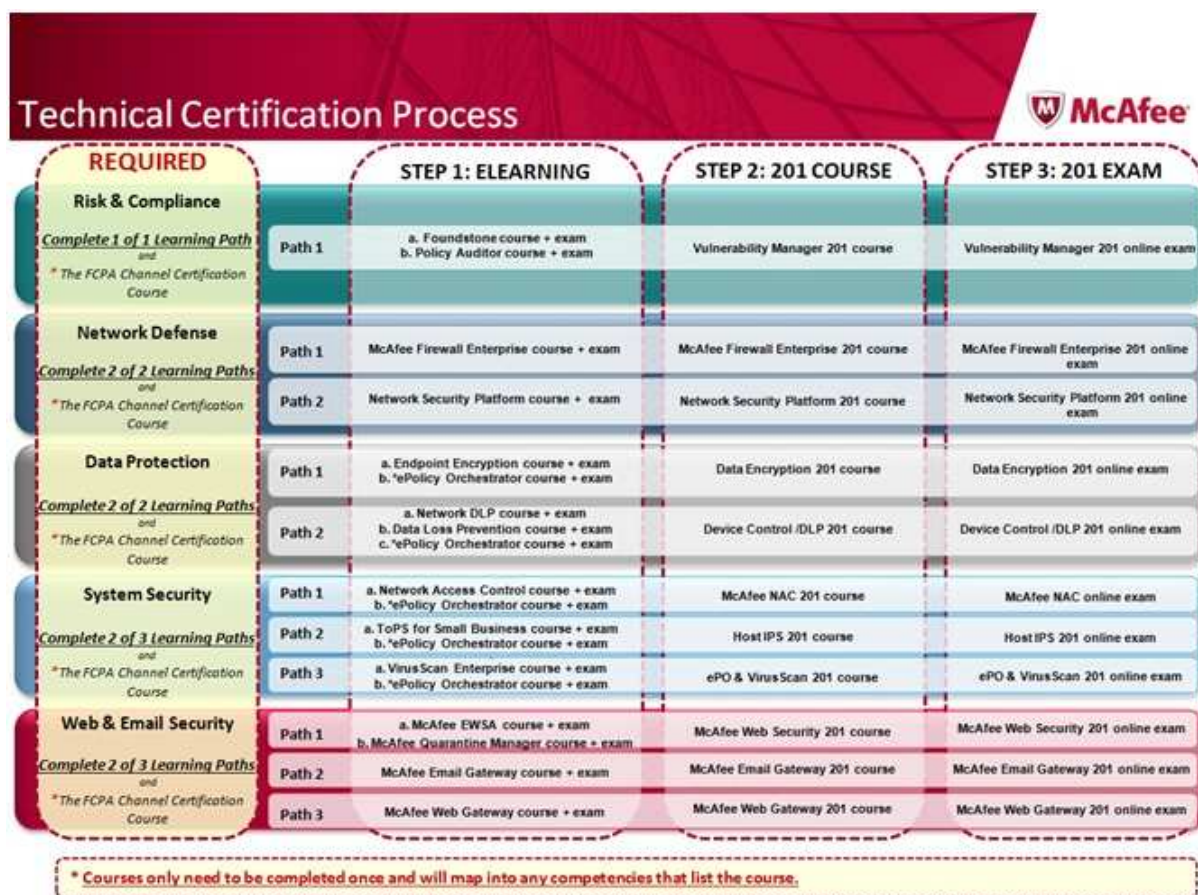 Technical Certification Process
McAfee
REQUIRED
STEP 1: ELEARNING
STEP 2: 201 COURSE
STEP 3: 201 EXAM
Risk & Compliance
Complete 1 of 1 Learning Path
and
* The FCPA Channel Certification
Course
Path 1
a. Foundstone course + exam
b. Policy Auditor course + exam
Vulnerability Manager 201 course
Vulnerability Manager 201 online exam
Network Defense
Complete 2 of 2 Learning Paths
and
*The FCPA Channel Certification
Course
Path 1
McAfee Firewall Enterprise course + exam
McAfee Firewall Enterprise 201 course
McAfee Firewall Enterprise 201 online
exam
Path 2
Network Security Platform course + exam
Network Security Platform 201 course
Network Security Platform 201 online
exam
Data Protection
Complete 2 of 2 Learning Paths
and
*The FCPA Channel Certification
Course
Path 1
a. Endpoint Encryption course + exam
b. *ePolicy Orchestrator course + exam
Data Encryption 201 course
Data Encryption 201 online exam
Path 2
a. Network DLP course + exam
b. Data Loss Prevention course + exam
c. *ePolicy Orchestrator course + exam
Device Control /DLP 201 course
Device Control /DLP 201 online exam
System Security
Complete 2 of 3 Learning Paths
and
*The FCPA Channel Certification
Course
Path 1
a. Network Access Control course + exam
b. *ePolicy Orchestrator course + exam
McAfee NAC 201 course
McAfee NAC online exam
Path 2
a. ToPS for Small Business course + exam
b. *ePolicy Orchestrator course + exam
Host IPS 201 course
Host IPS 201 online exam
Path 3
a. VirusScan Enterprise course + exam
b. *ePolicy Orchestrator course + exam
ePO & VirusScan 201 course
ePO & VirusScan 201 online exam
Web & Email Security
Complete 2 of 3 Learning Paths
and
*The FCPA Channel Certification
Course
Path 1
a. McAfee EWSA course + exam
b. McAfee Quarantine Manager course + exam
McAfee Web Security 201 course
McAfee Web Security 201 online exam
Path 2
McAfee Email Gateway course + exam
McAfee Email Gateway 201 course
McAfee Email Gateway 201 online exam
Path 3
McAfee Web Gateway course + exam
McAfee Web Gateway 201 course
McAfee Web Gateway 201 online exam
* Courses only need to be completed once and will map into any competencies that list the course.